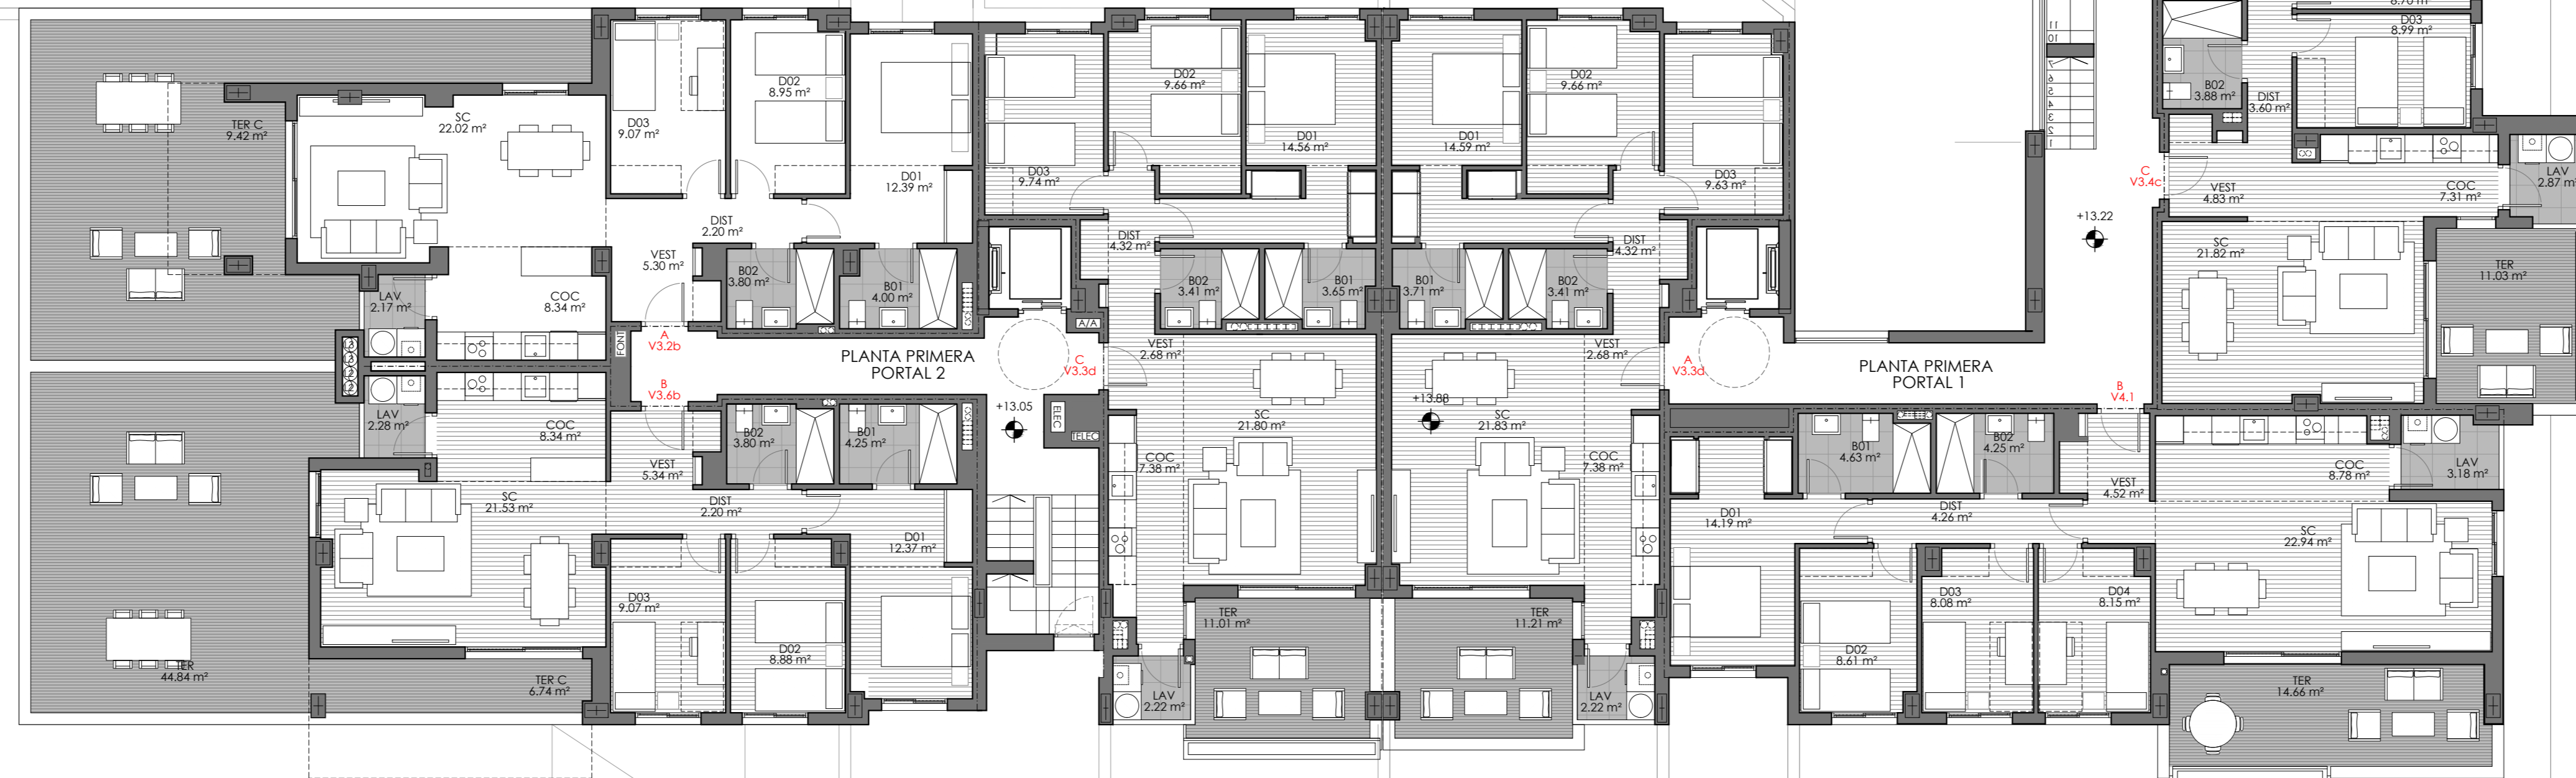 TER C
9.42 m²
SC
22.02 m²
D03
9.07 m²
D02
8.95 m²
D01
12.39 m²
DIST
2.20 m²
VEST
5.30 m²
B02
3.80 m²
B01
4.00 m²
LAV
2.17 m²
COC
8.34 m²
A
V3.2b
FONT
PLANTA PRIMERA
PORTAL 2
B
V3.6b
LAV
2.28 m²
COC
8.34 m²
VEST
5.34 m²
B02
3.80 m²
B01
4.25 m²
SC
21.53 m²
DIST
2.20 m²
D01
12.37 m²
D03
9.07 m²
D02
8.88 m²
TER
44.84 m²
TER C
6.74 m²
+13.05
ELEC
TELEC
A/A
C
V3.3d
D03
9.74 m²
D02
9.66 m²
D01
14.56 m²
DIST
4.32 m²
B02
3.41 m²
B01
3.65 m²
VEST
2.68 m²
SC
21.80 m²
COC
7.38 m²
TER
11.01 m²
LAV
2.22 m²
D01
14.59 m²
D02
9.66 m²
D03
9.63 m²
DIST
4.32 m²
B01
3.71 m²
B02
3.41 m²
VEST
2.68 m²
+13.88
SC
21.83 m²
COC
7.38 m²
TER
11.21 m²
LAV
2.22 m²
A
V3.3d
PLANTA PRIMERA
PORTAL 1
11
10
7
6
5
4
3
2
1
+13.22
C
V3.4c
B
V4.1
8.70 m²
D03
8.99 m²
B02
3.88 m²
DIST
3.60 m²
VEST
4.83 m²
COC
7.31 m²
LAV
2.87 m²
SC
21.82 m²
TER
11.03 m²
B01
4.63 m²
B02
4.25 m²
VEST
4.52 m²
COC
8.78 m²
LAV
3.18 m²
D01
14.19 m²
DIST
4.26 m²
SC
22.94 m²
D02
8.61 m²
D03
8.08 m²
D04
8.15 m²
TER
14.66 m²